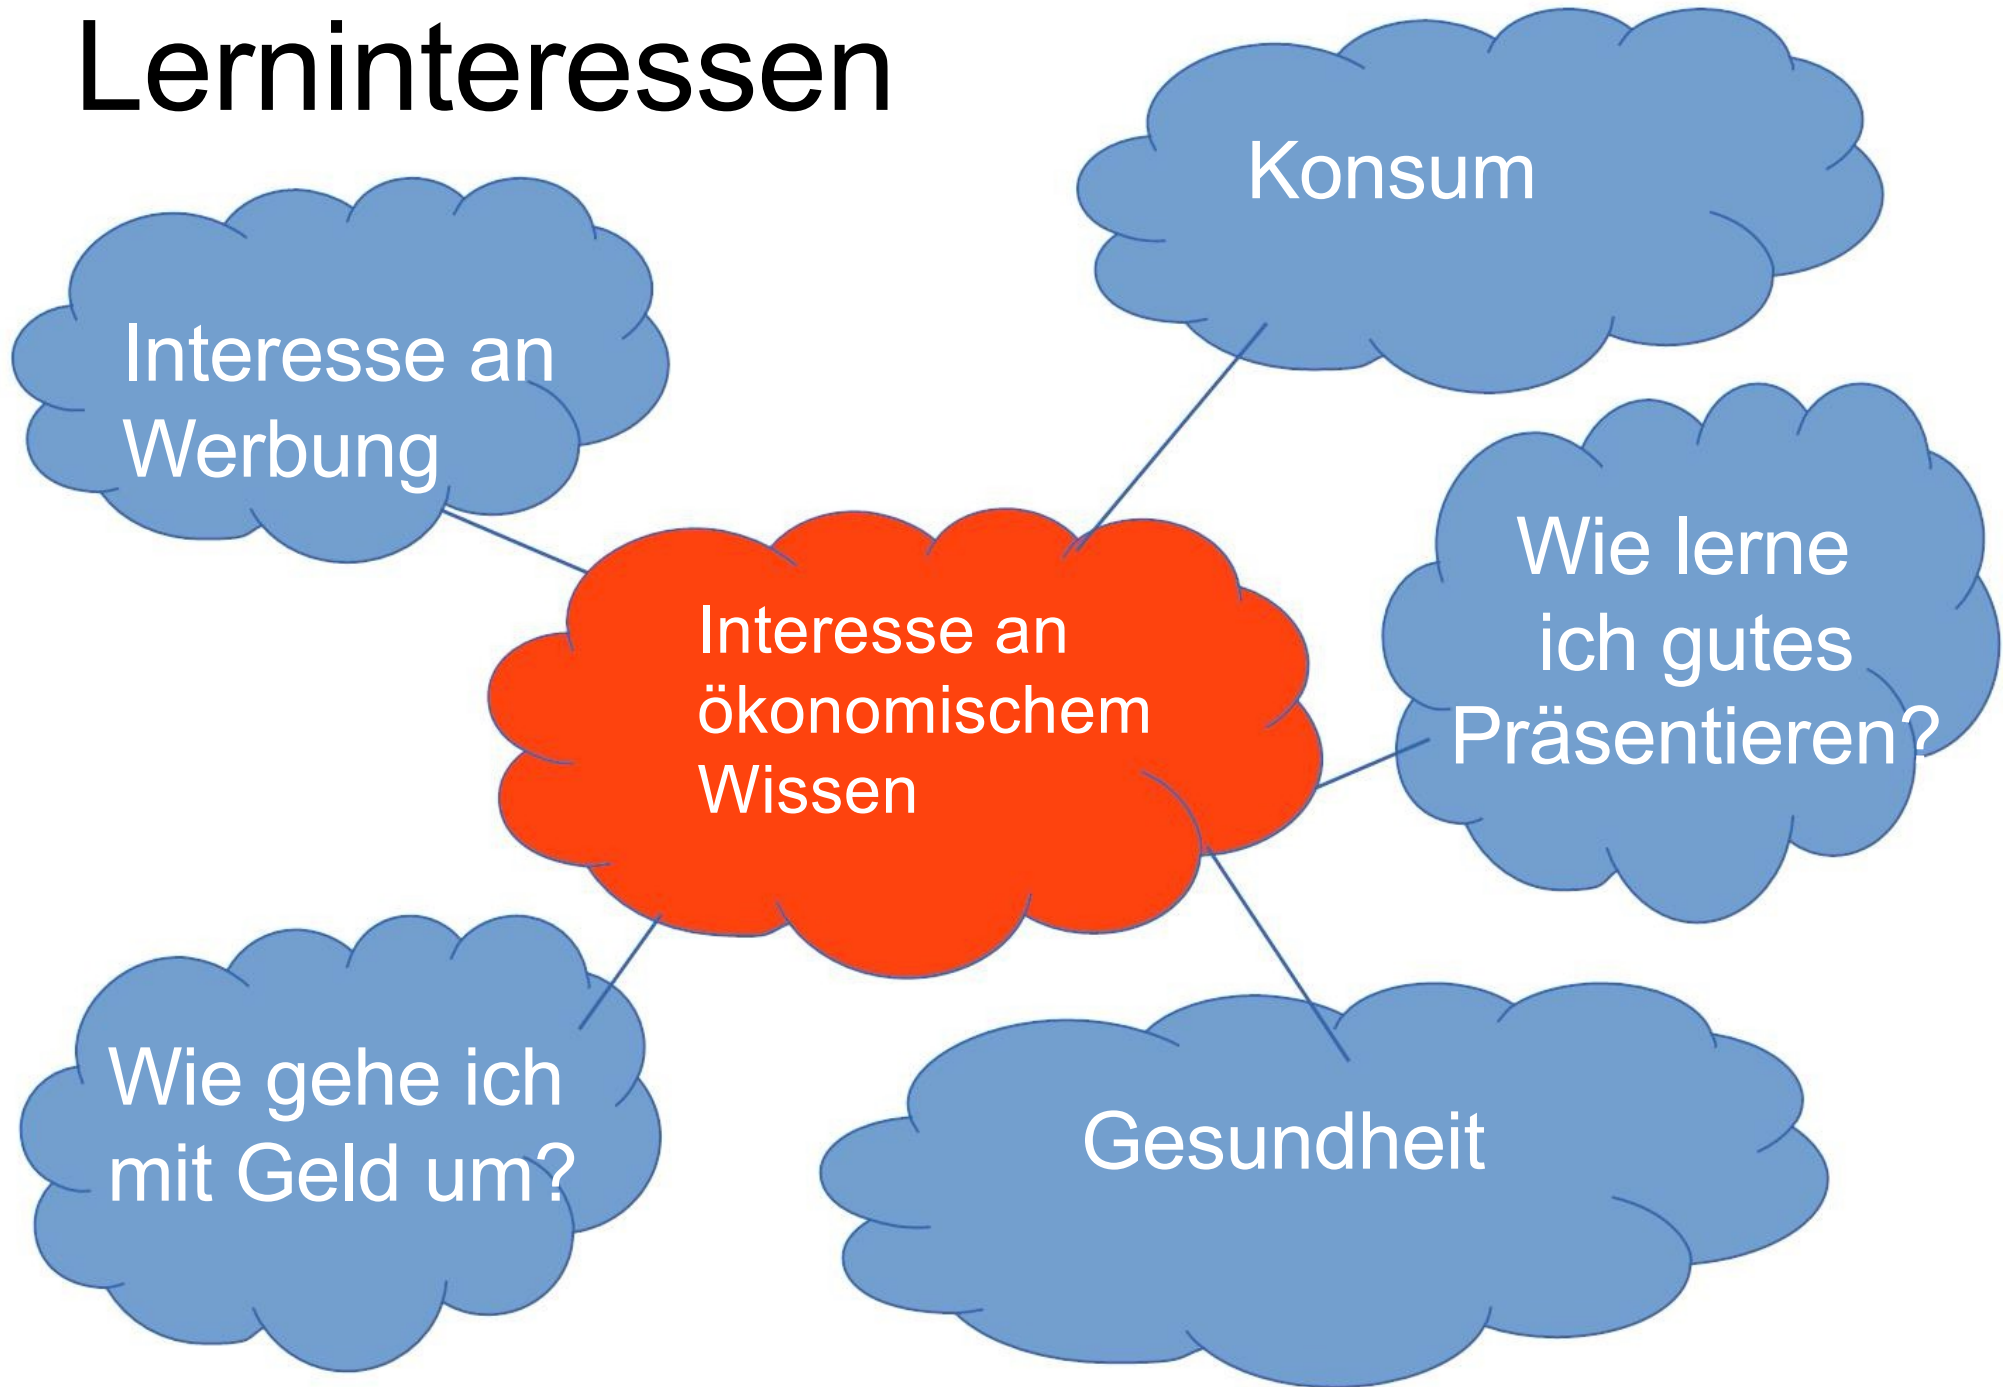 Lerninteressen
Konsum
Interesse an
Werbung
Wie lerne
ich gutes
Präsentieren?
Interesse an
ökonomischem
Wissen
Wie gehe ich
mit Geld um?
Gesundheit